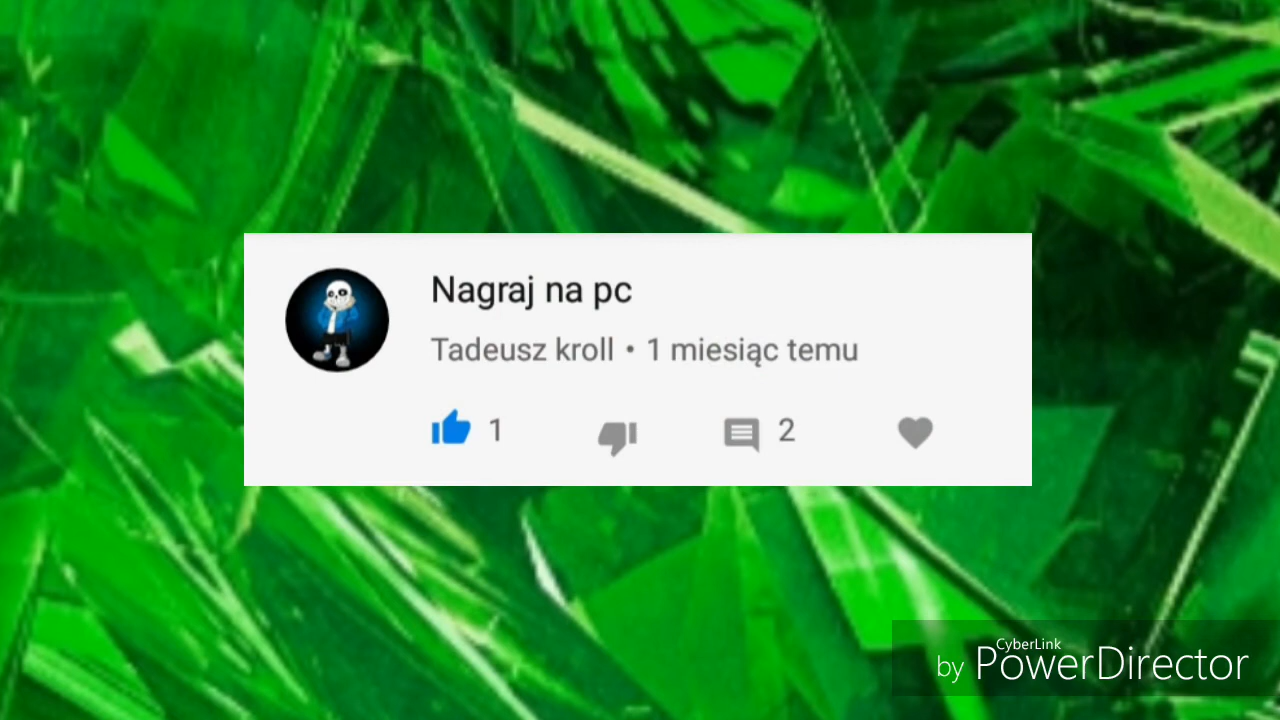 Nagraj na pc
Tadeusz kroll • 1 miesiąc temu
1 2
CyberLink
by PowerDirector